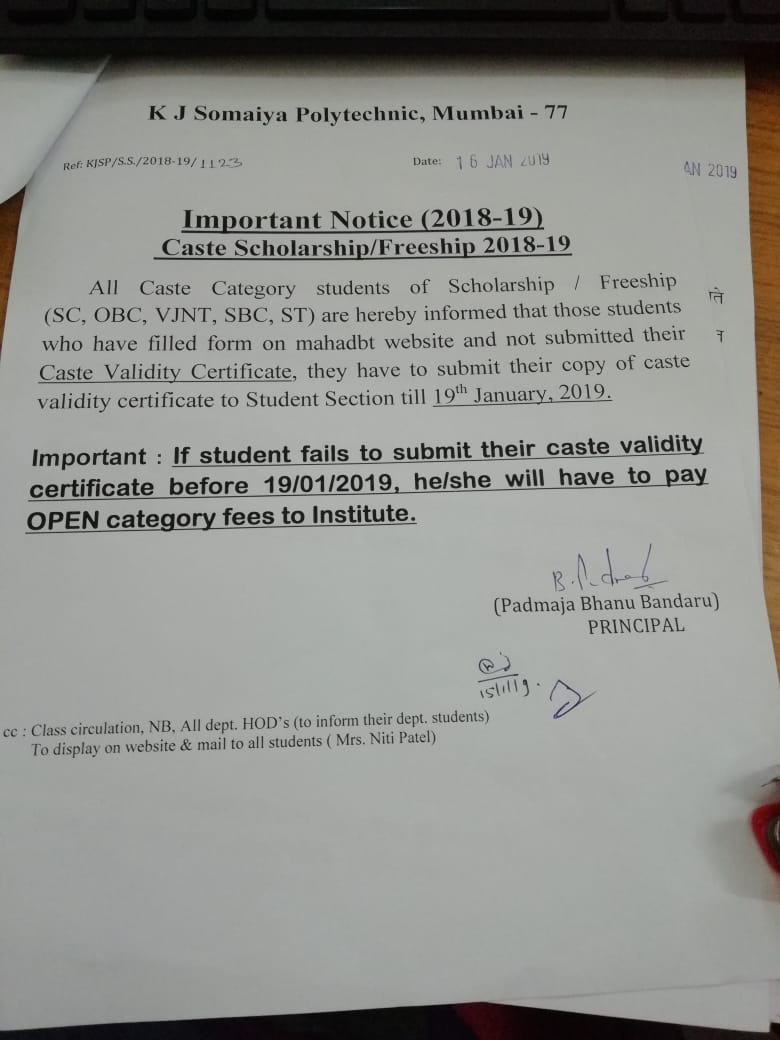 K J Somaiya Polytechnic, Mumbai - 77
Ref: KJSP/S.S./2018-19/1123
Date: 16 JAN 2019
AN 2019
Important Notice (2018-19)
Caste Scholarship/Freeship 2018-19
All Caste Category students of Scholarship / Freeship
(SC, OBC, VJNT, SBC, ST) are hereby informed that those students
who have filled form on mahadbt website and not submitted their
Caste Validity Certificate, they have to submit their copy of caste
validity certificate to Student Section till 19th January, 2019.
Important : If student fails to submit their caste validity
certificate before 19/01/2019, he/she will have to pay
OPEN category fees to Institute.
(Padmaja Bhanu Bandaru)
PRINCIPAL
15/1/19.
cc : Class circulation, NB, All dept. HOD's (to inform their dept. students)
To display on website & mail to all students ( Mrs. Niti Patel)